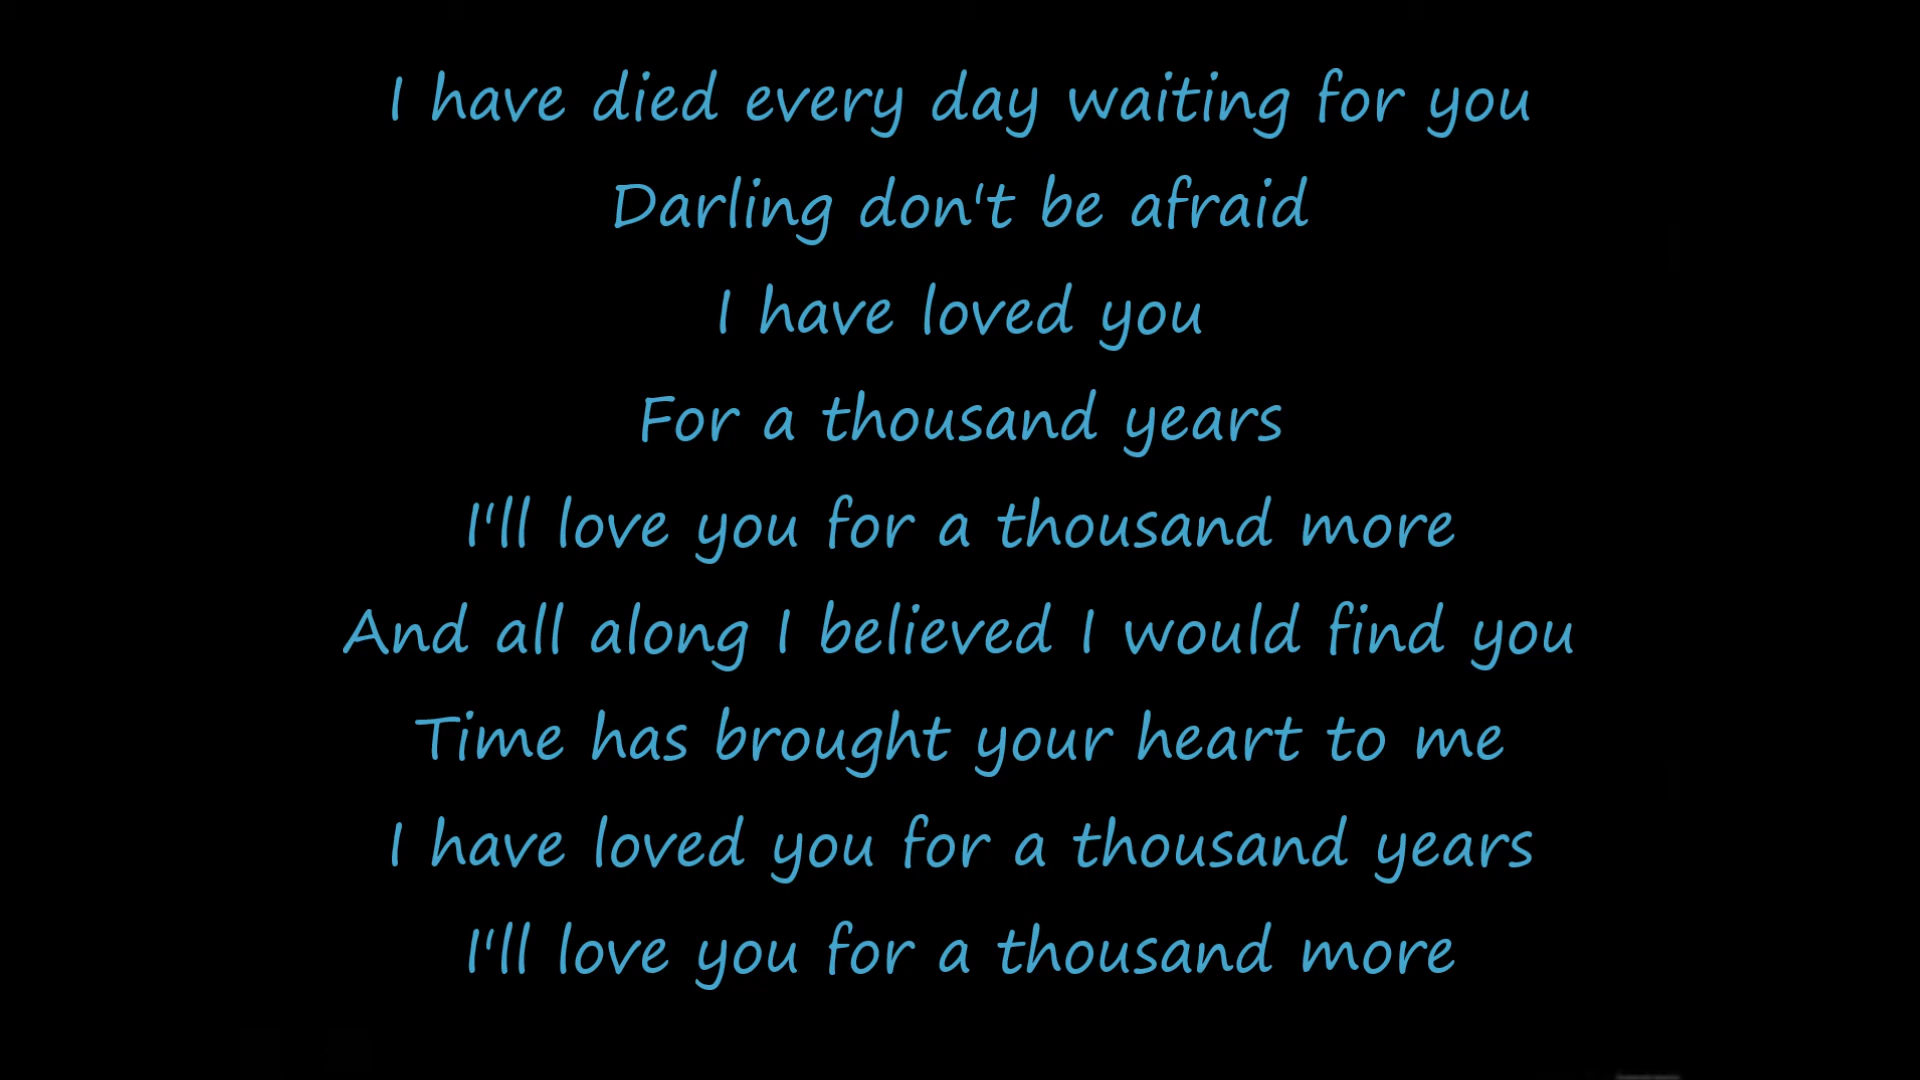 I have died every day waiting for you
Darling don't be afraid
I have loved you
For a thousand years
I'll love you for a thousand more
And all along I believed I would find you
Time has brought your heart to me
I have loved you for a thousand years
I'll love you for a thousand more